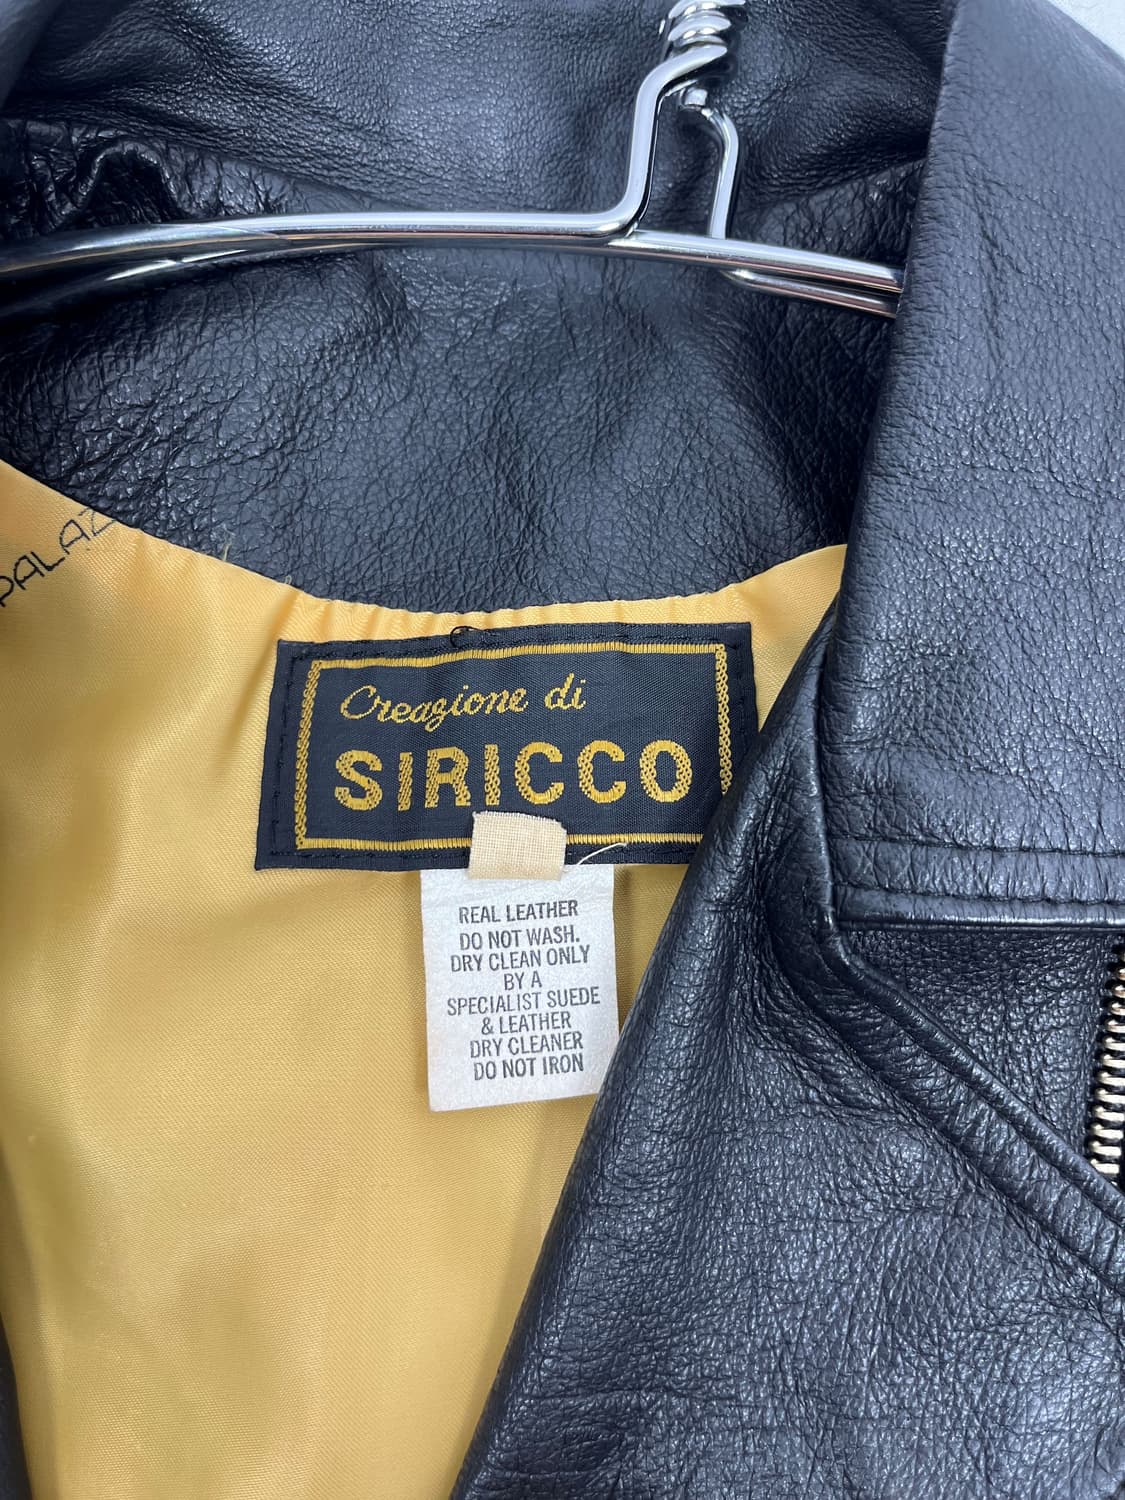 PALAZ
Creazione di
SIRICCO
REAL LEATHER
DO NOT WASH.
DRY CLEAN ONLY
BY A
SPECIALIST SUEDE
& LEATHER
DRY CLEANER
DO NOT IRON